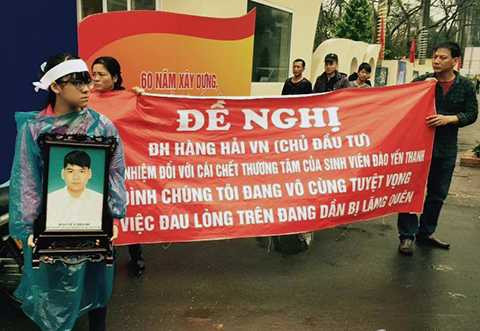 60 NĂM XÂY DỰNG,
ĐỀ NGHỊ
ĐH HÀNG HẢI VN (CHỦ ĐẦU TƯ)
NHIỆM ĐỐI VỚI CÁI CHẾT THƯƠNG TÂM CỦA SINH VIÊN ĐÀO YẾN THANH
ĐÌNH CHÚNG TÔI ĐANG VÔ CÙNG TUYỆT VỌNG
VIỆC ĐAU LÒNG TRÊN ĐANG DẦN BỊ LÃNG QUÊN